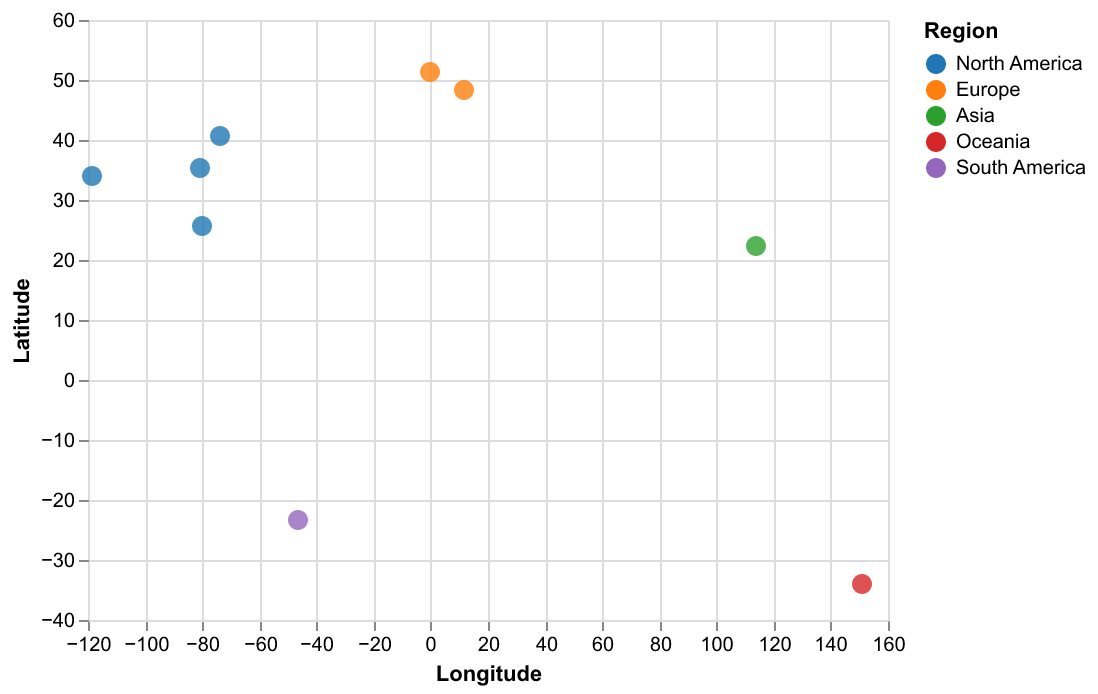 Region
North America
Europe
Asia
Oceania
South America
Latitude
60
50
40
30
20
10
0
−10
−20
−30
−40
−120 −100 −80 −60 −40 −20 0 20 40 60 80 100 120 140 160
Longitude